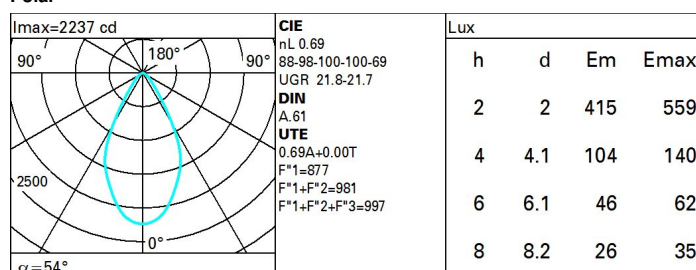 Imax=2237 cd
90° 180° 90°
2500
0°
α=54°
CIE
nL 0.69
88-98-100-100-69
UGR 21.8-21.7
DIN
A.61
UTE
0.69A+0.00T
F"1=877
F"1+F"2=981
F"1+F"2+F"3=997
Lux
h d Em Emax
2 2 415 559
4 4.1 104 140
6 6.1 46 62
8 8.2 26 35